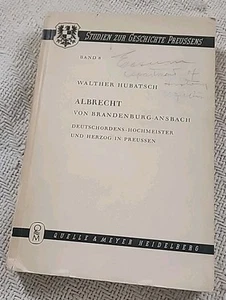 STUDIEN ZUR GESCHICHTE PREUSSENS
BAND 8
WALTHER HUBATSCH
ALBRECHT
VON BRANDENBURG-ANSBACH
DEUTSCHORDENS-HOCHMEISTER
UND HERZOG IN PREUSSEN
QUELLE & MEYER HEIDELBERG